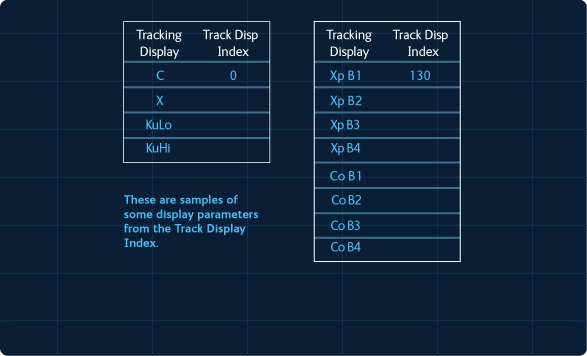 Tracking Display Track Disp Index
C 0
X
KuLo
KuHi
These are samples of
some display parameters
from the Track Display
Index.
Tracking Display Track Disp Index
Xp B1 130
Xp B2
Xp B3
Xp B4
Co B1
Co B2
Co B3
Co B4